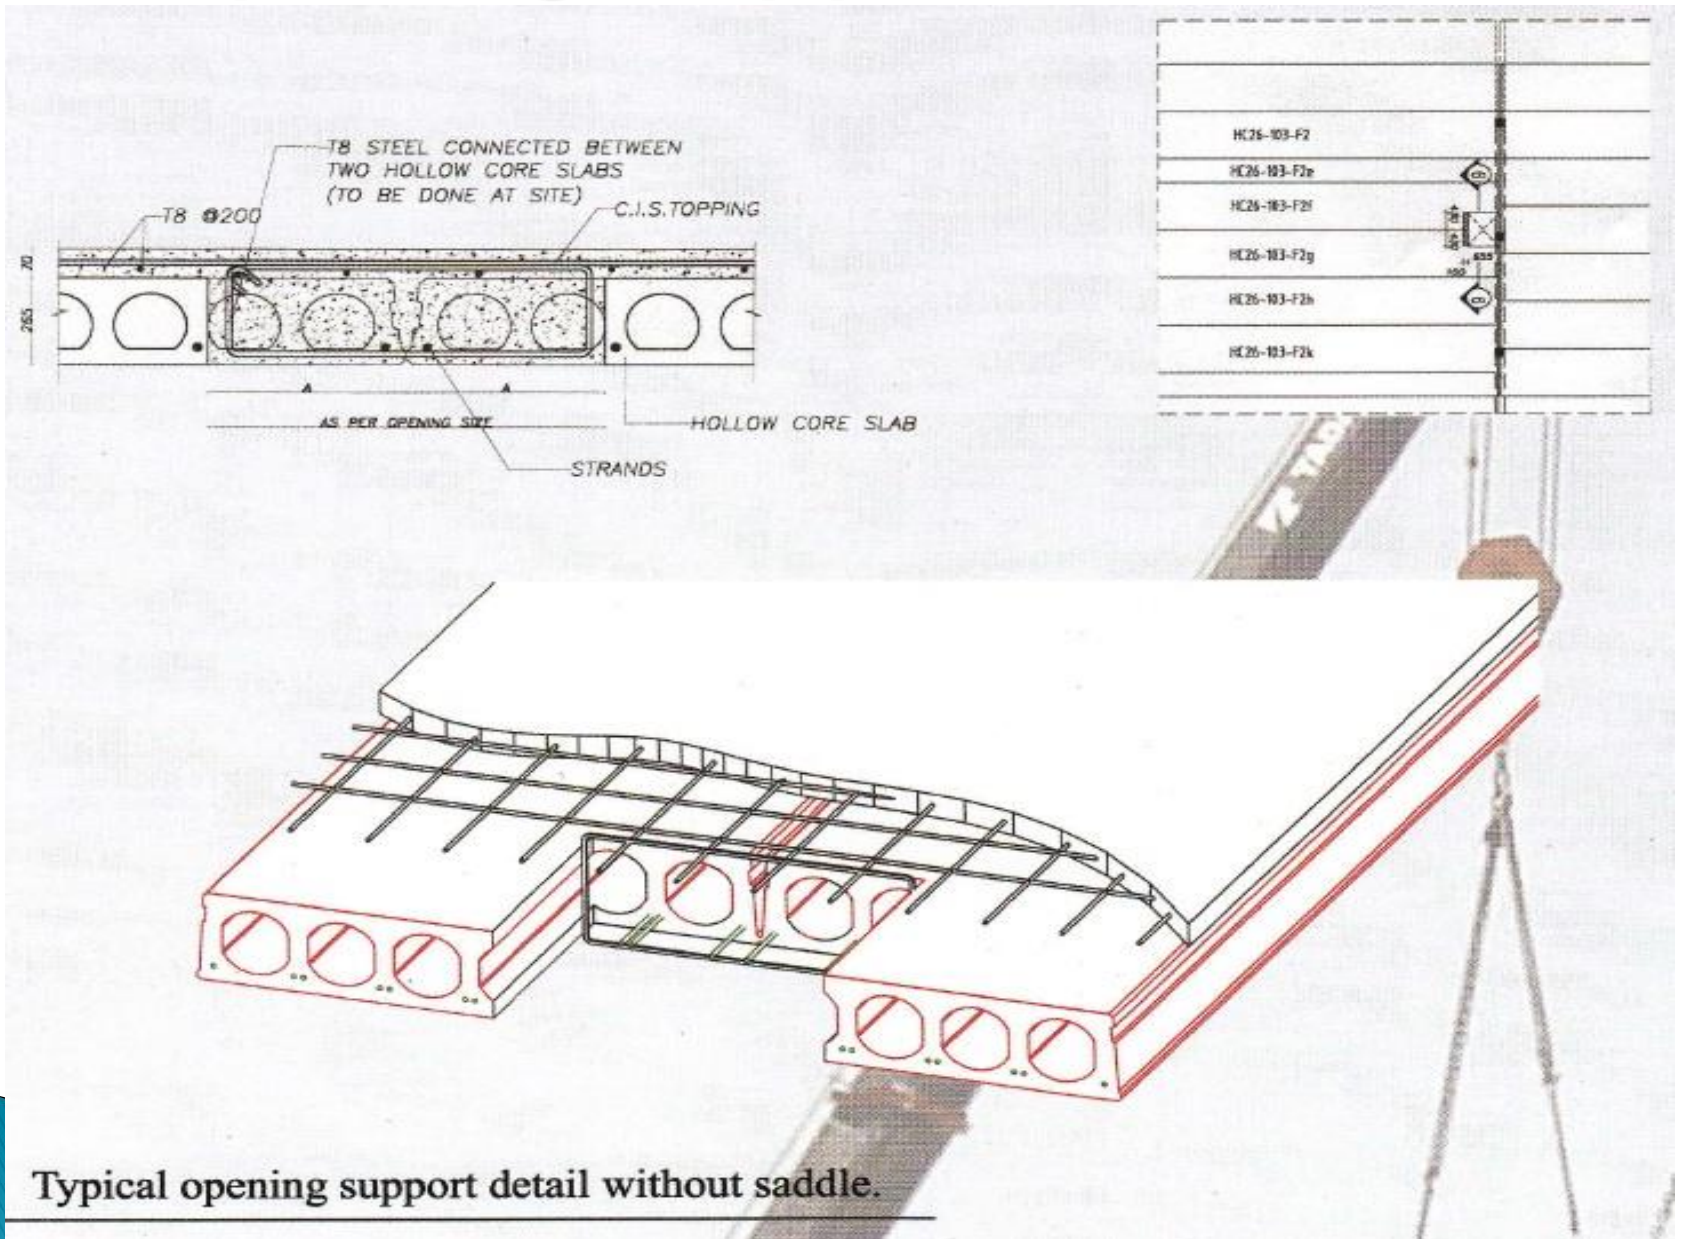 T8 STEEL CONNECTED BETWEEN
TWO HOLLOW CORE SLABS
(TO BE DONE AT SITE)
T8 @200
C.I.S.TOPPING
70
265
A
A
AS PER OPENING SIZE
HOLLOW CORE SLAB
STRANDS
HC26-103-F2
HC26-103-F2e
HC26-103-F2f
HC26-103-F2g
655
HC26-103-F2h
HC26-103-F2k
Typical opening support detail without saddle.